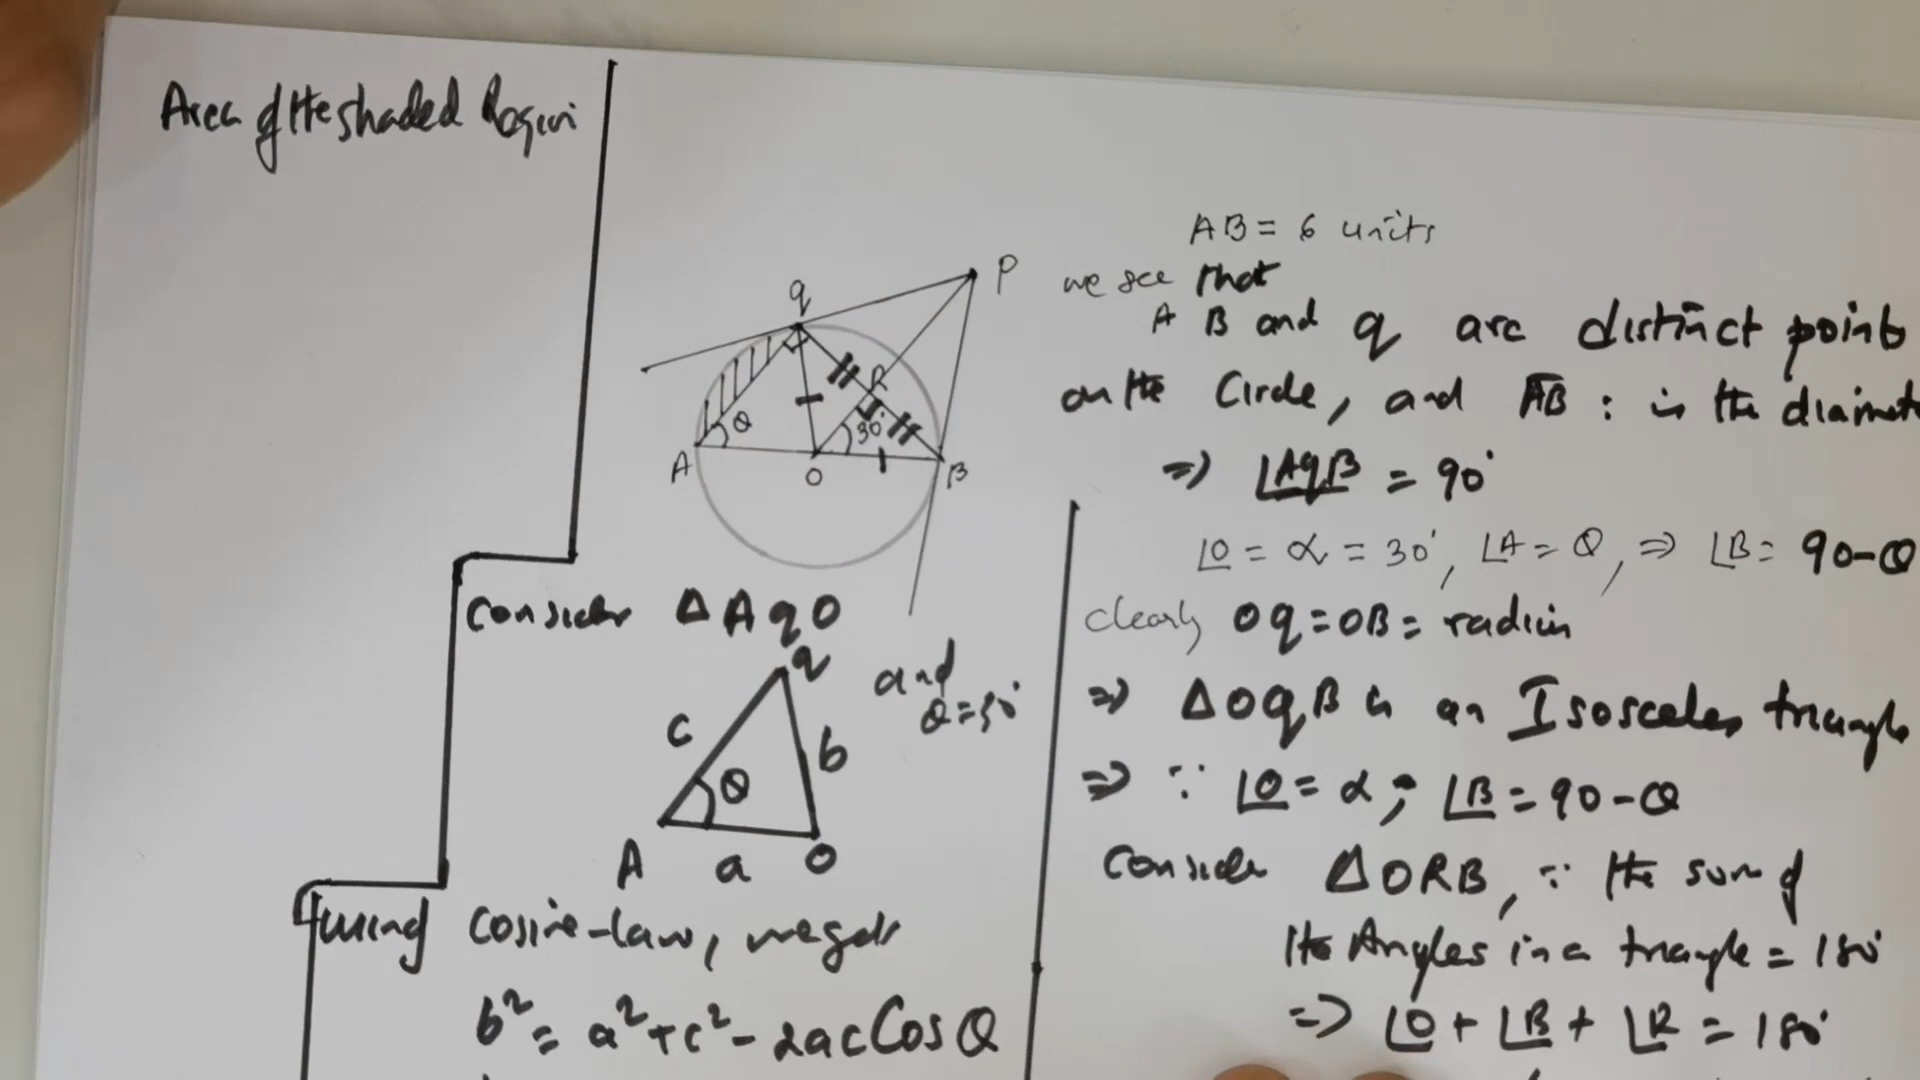 Area of the shaded Region
AB = 6 units
we see that
A B and q are distinct points
on the Circle, and AB : is the diamet
=> ∠AqB = 90°
∠O = α = 30°, ∠A = θ, => ∠B = 90-θ
clearly Oq = OB = radius
=> ΔOqB is an Isosceles triangle
=> ∵ ∠O = α ; ∠B = 90-θ
Consider ΔORB, ∵ the sum of
the Angles in a triangle = 180°
=> ∠O + ∠B + ∠R = 180°
P
q
R
θ
30°
A
O
B
Consider ΔAqO
q
and
θ=30°
c
b
θ
A
a
O
using cosine-law, we get
b² = a² + c² - 2ac Cos θ